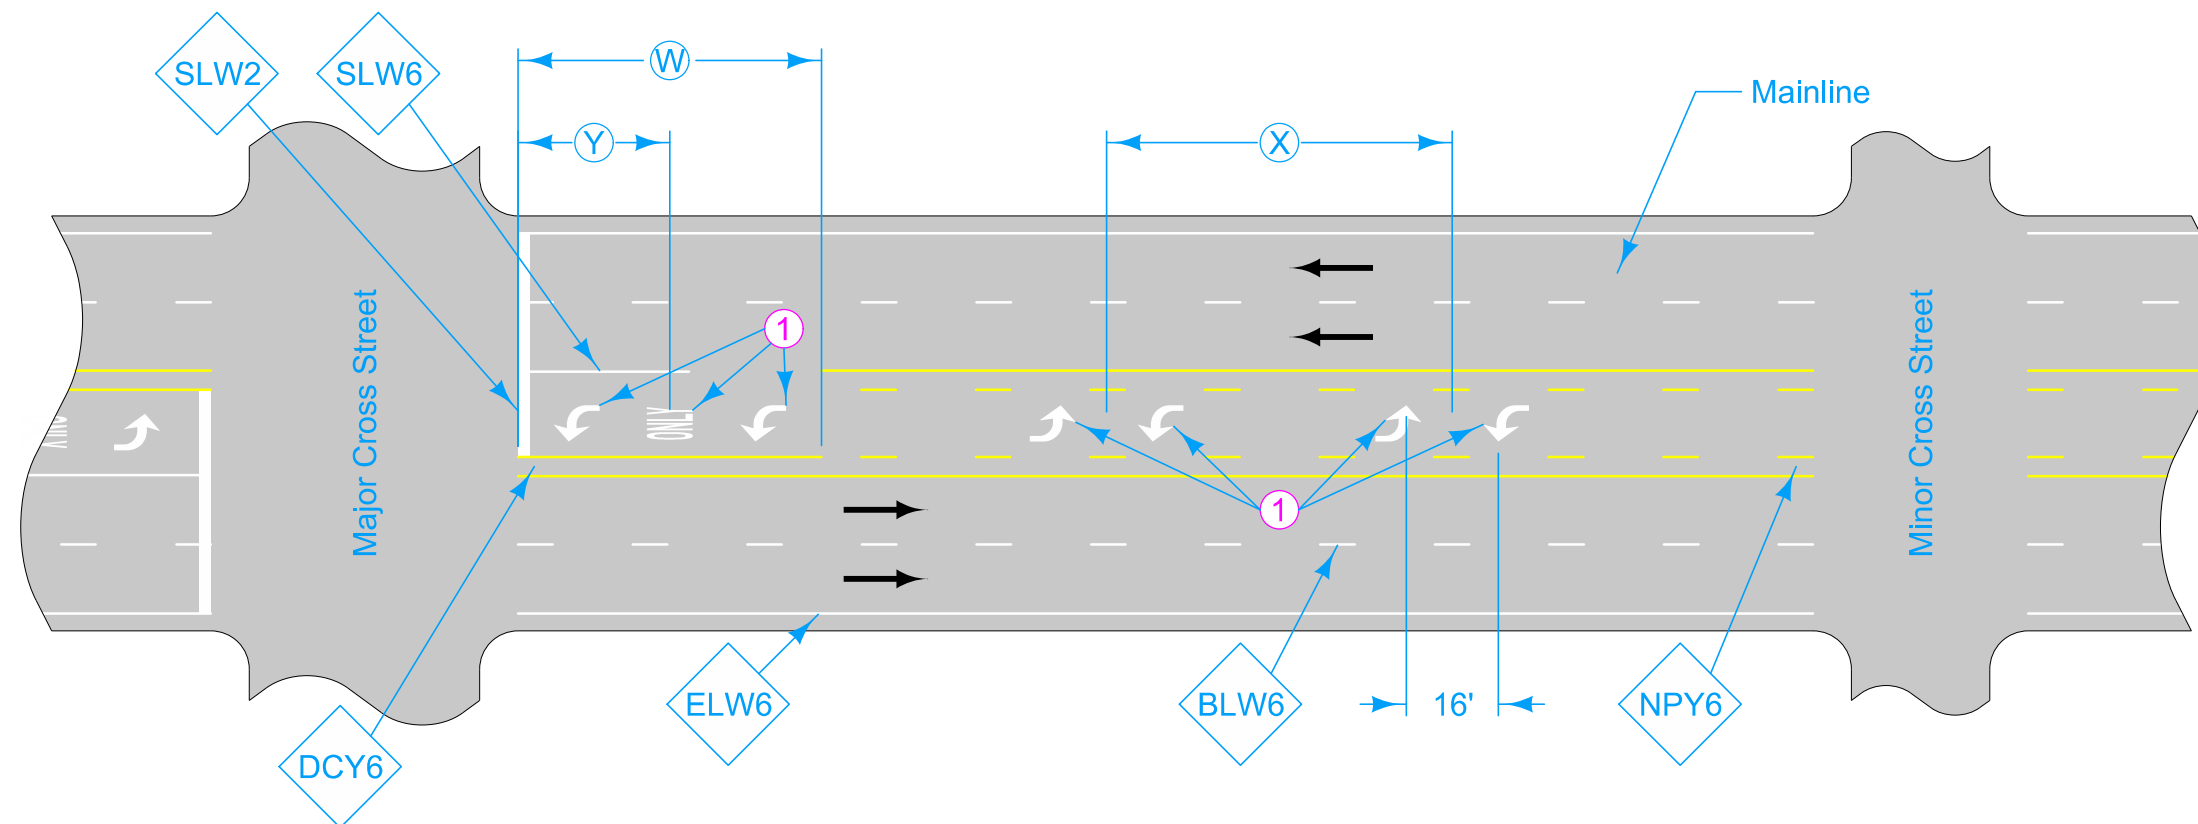 SLW2
SLW6
W
Y
X
Mainline
1
ONLY
Major Cross Street
Minor Cross Street
1
ELW6
BLW6
16'
NPY6
DCY6